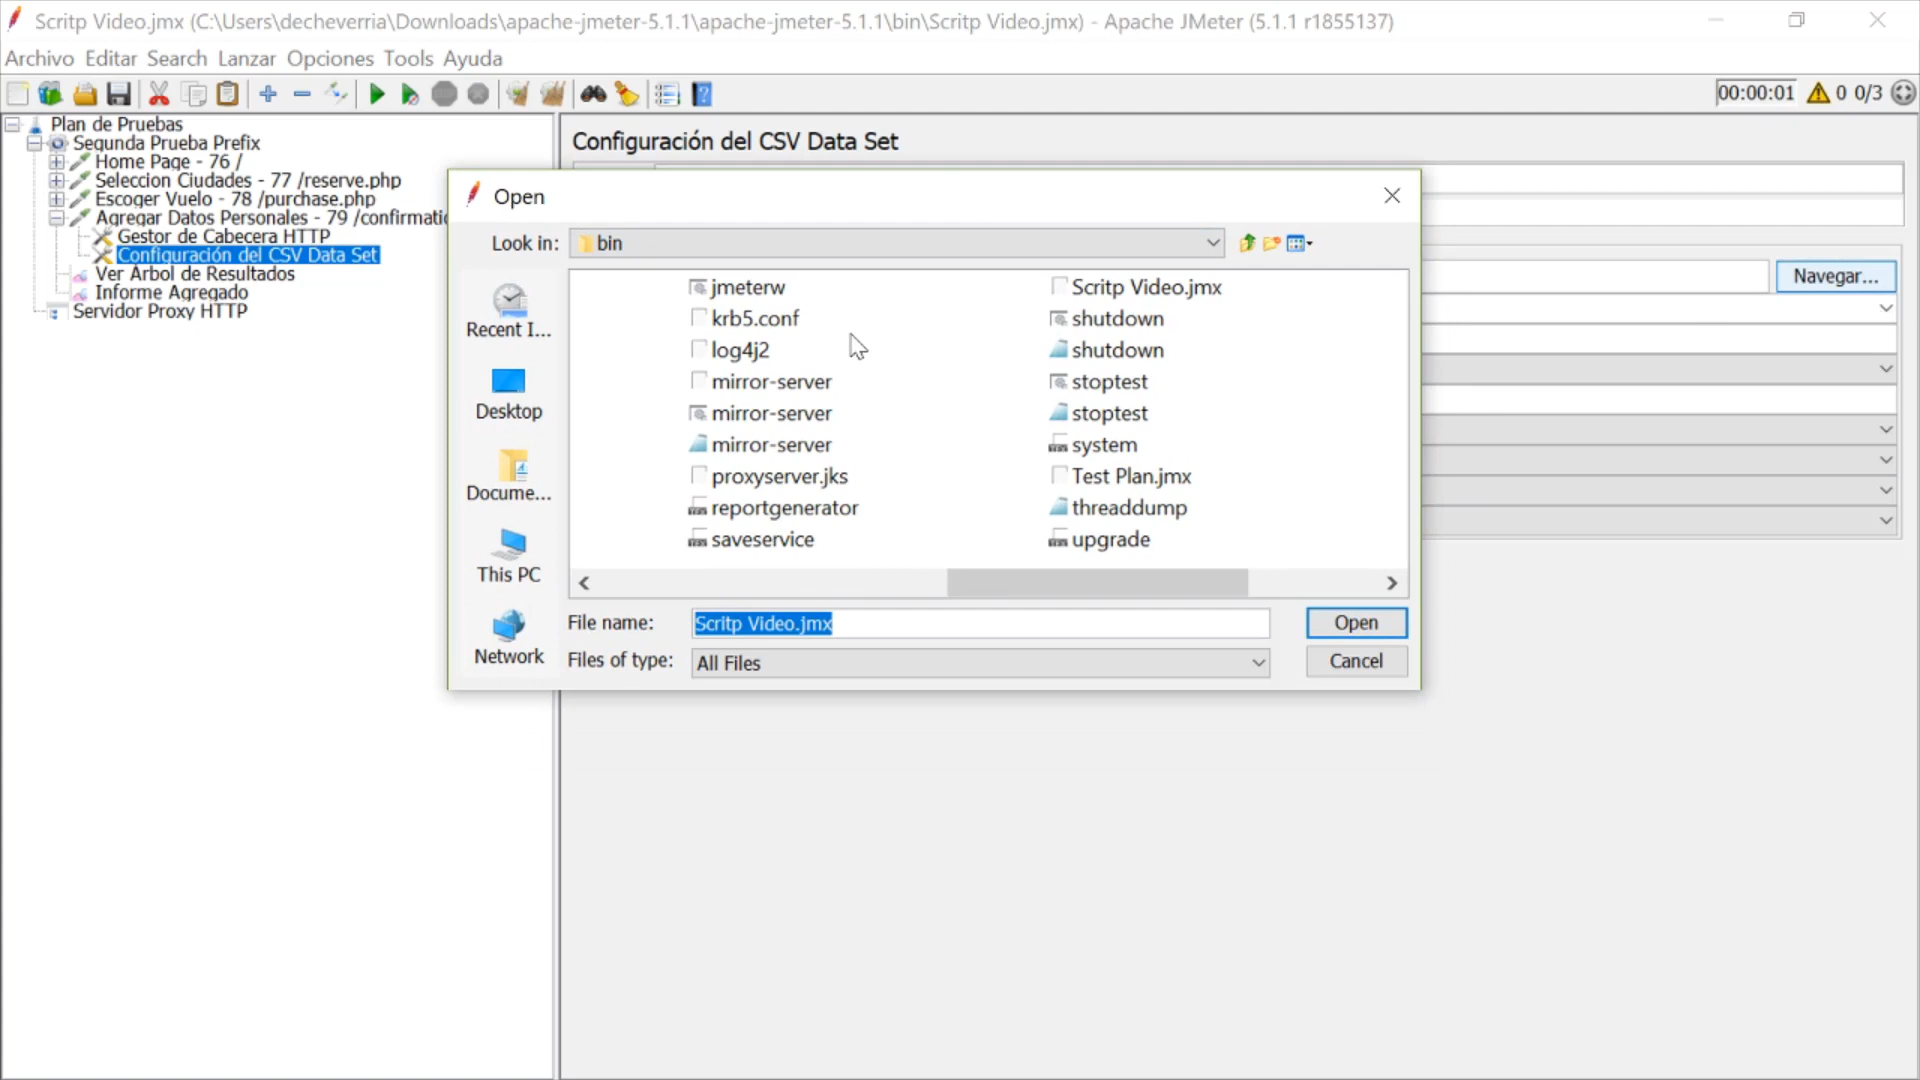 Scritp Video.jmx (C:\Users\decheverria\Downloads\apache-jmeter-5.1.1\apache-jmeter-5.1.1\bin\Scritp Video.jmx) - Apache JMeter (5.1.1 r1855137)
Archivo Editar Search Lanzar Opciones Tools Ayuda
00:00:01 0 0/3
Plan de Pruebas
Segunda Prueba Prefix
Home Page - 76 /
Seleccion Ciudades - 77 /reserve.php
Escoger Vuelo - 78 /purchase.php
Agregar Datos Personales - 79 /confirmatic
Gestor de Cabecera HTTP
Configuración del CSV Data Set
Ver Árbol de Resultados
Informe Agregado
Servidor Proxy HTTP
Configuración del CSV Data Set
Navegar...
Open
Look in: bin
Recent I...
Desktop
Docume...
This PC
Network
jmeterw
krb5.conf
log4j2
mirror-server
mirror-server
mirror-server
proxyserver.jks
reportgenerator
saveservice
Scritp Video.jmx
shutdown
shutdown
stoptest
stoptest
system
Test Plan.jmx
threaddump
upgrade
File name: Scritp Video.jmx Open
Files of type: All Files Cancel